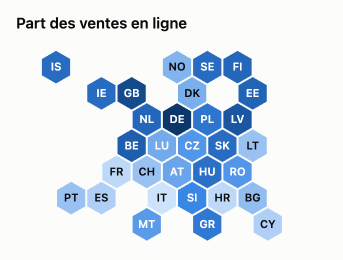 Part des ventes en ligne
IS NO SE FI
IE GB DK EE
NL DE PL LV
BE LU CZ SK LT
FR CH AT HU RO
PT ES IT SI HR BG
MT GR CY